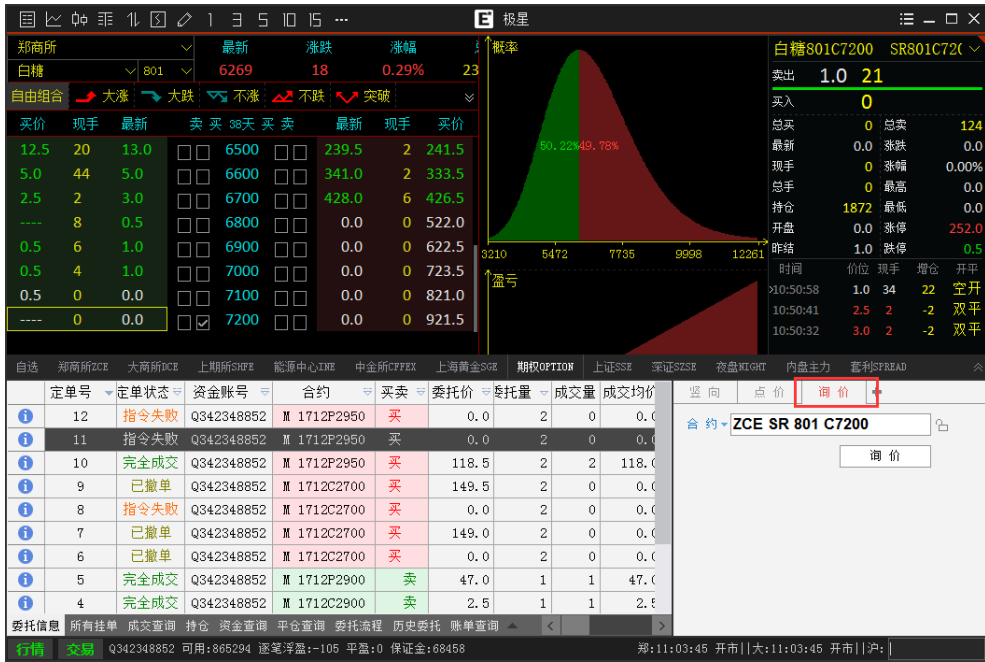 1 3 5 10 15 ··· E 极星
郑商所 最新 涨跌 涨幅
白糖 801 6269 18 0.29% 23
自由组合 大涨 大跌 不涨 不跌 突破
买价 现手 最新 卖 买 38天 买 卖 最新 现手 买价
12.5 20 13.0 6500 239.5 2 241.5
5.0 44 5.0 6600 341.0 2 333.5
2.5 2 3.0 6700 428.0 6 426.5
---- 8 0.5 6800 0.0 0 522.0
0.5 6 1.0 6900 0.0 0 622.5
0.5 4 1.0 7000 0.0 0 723.5
0.5 0 0.0 7100 0.0 0 821.0
---- 0 0.0 7200 0.0 0 921.5
概率
50.22% 49.78%
3210 5472 7735 9998 12261
盈亏
白糖801C7200 SR801C72(
卖出 1.0 21
买入 0
总买 0 总卖 124
最新 0.0 涨跌 0.0
现手 0 涨幅 0.00%
总手 0 最高 0.0
持仓 1872 最低 0.0
开盘 0.0 涨停 252.0
昨结 1.0 跌停 0.5
时间 价位 现手 增仓 开平
10:50:58 1.0 34 22 空开
10:50:41 2.5 2 -2 双平
10:50:32 3.0 2 -2 双平
自选 郑商所ZCE 大商所DCE 上期所SHFE 能源中心INE 中金所CFFEX 上海黄金SGE 期权OPTION 上证SSE 深证SZSE 夜盘NIGHT 内盘主力 套利SPREAD
定单号 定单状态 资金账号 合约 买卖 委托价 委托量 成交量 成交均价
12 指令失败 Q342348852 M 1712P2950 买 0.0 2 0 0.(
11 指令失败 Q342348852 M 1712P2950 买 0.0 2 0 0.(
10 完全成交 Q342348852 M 1712P2950 买 118.5 2 2 118.(
9 已撤单 Q342348852 M 1712C2700 买 149.5 2 0 0.(
8 指令失败 Q342348852 M 1712C2700 买 0.0 2 0 0.(
7 已撤单 Q342348852 M 1712C2700 买 149.0 2 0 0.(
6 已撤单 Q342348852 M 1712C2700 买 0.0 2 0 0.(
5 完全成交 Q342348852 M 1712P2900 卖 47.0 1 1 47.(
4 完全成交 Q342348852 M 1712C2900 卖 2.5 1 1 2.5
竖向 点价 询价 +
合约 ZCE SR 801 C7200
询价
委托信息 所有挂单 成交查询 持仓 资金查询 平仓查询 委托流程 历史委托 账单查询
行情 交易 Q342348852 可用:865294 逐笔浮盈:-105 平盈:0 保证金:68458 郑:11:03:45 开市||大:11:03:45 开市||沪: